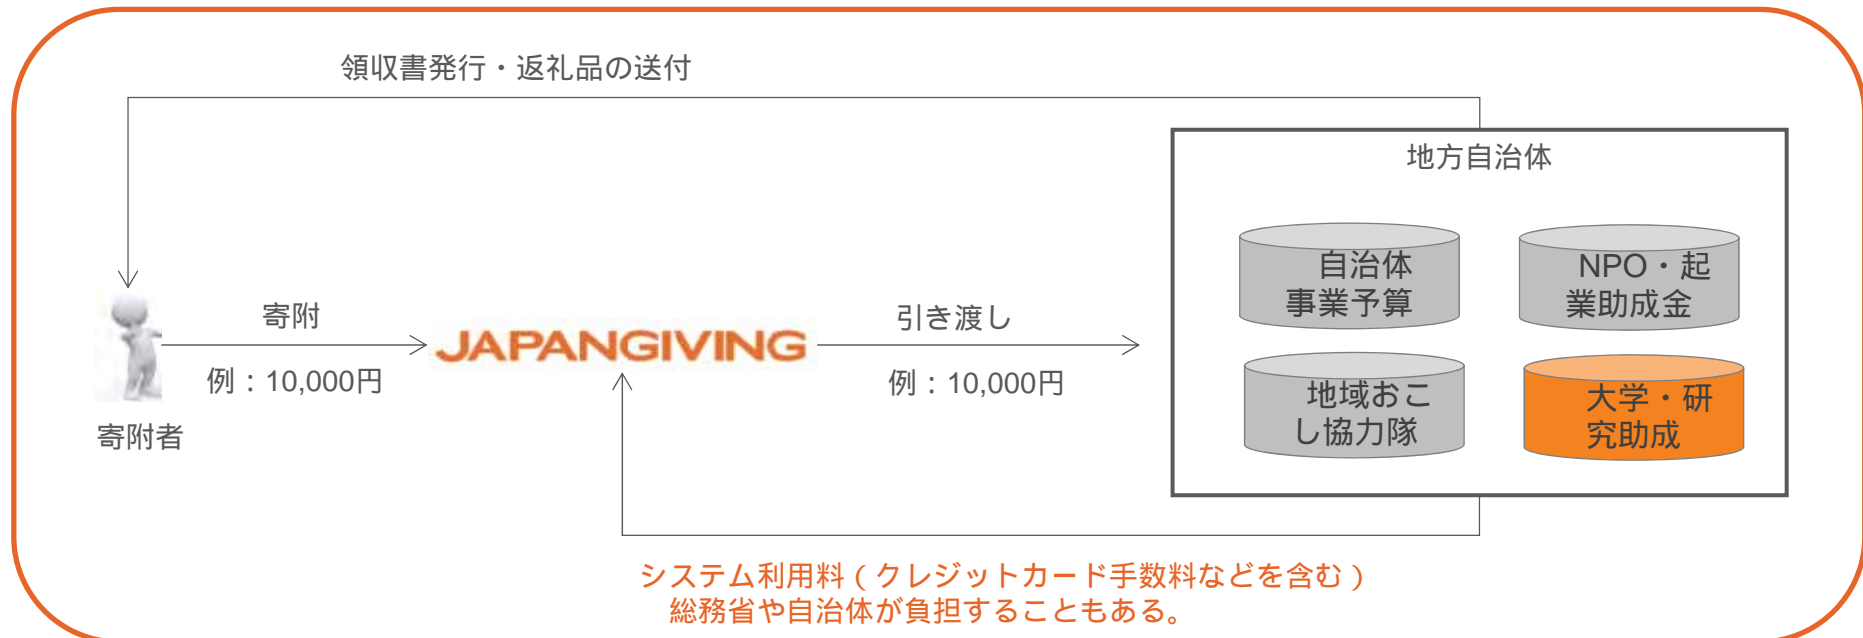 領収書発行・返礼品の送付
地方自治体
自治体
事業予算
NPO・起
業助成金
寄附
JAPANGIVING
引き渡し
例：10,000円
例：10,000円
地域おこ
し協力隊
大学・研
究助成
寄附者
システム利用料（クレジットカード手数料などを含む）
総務省や自治体が負担することもある。